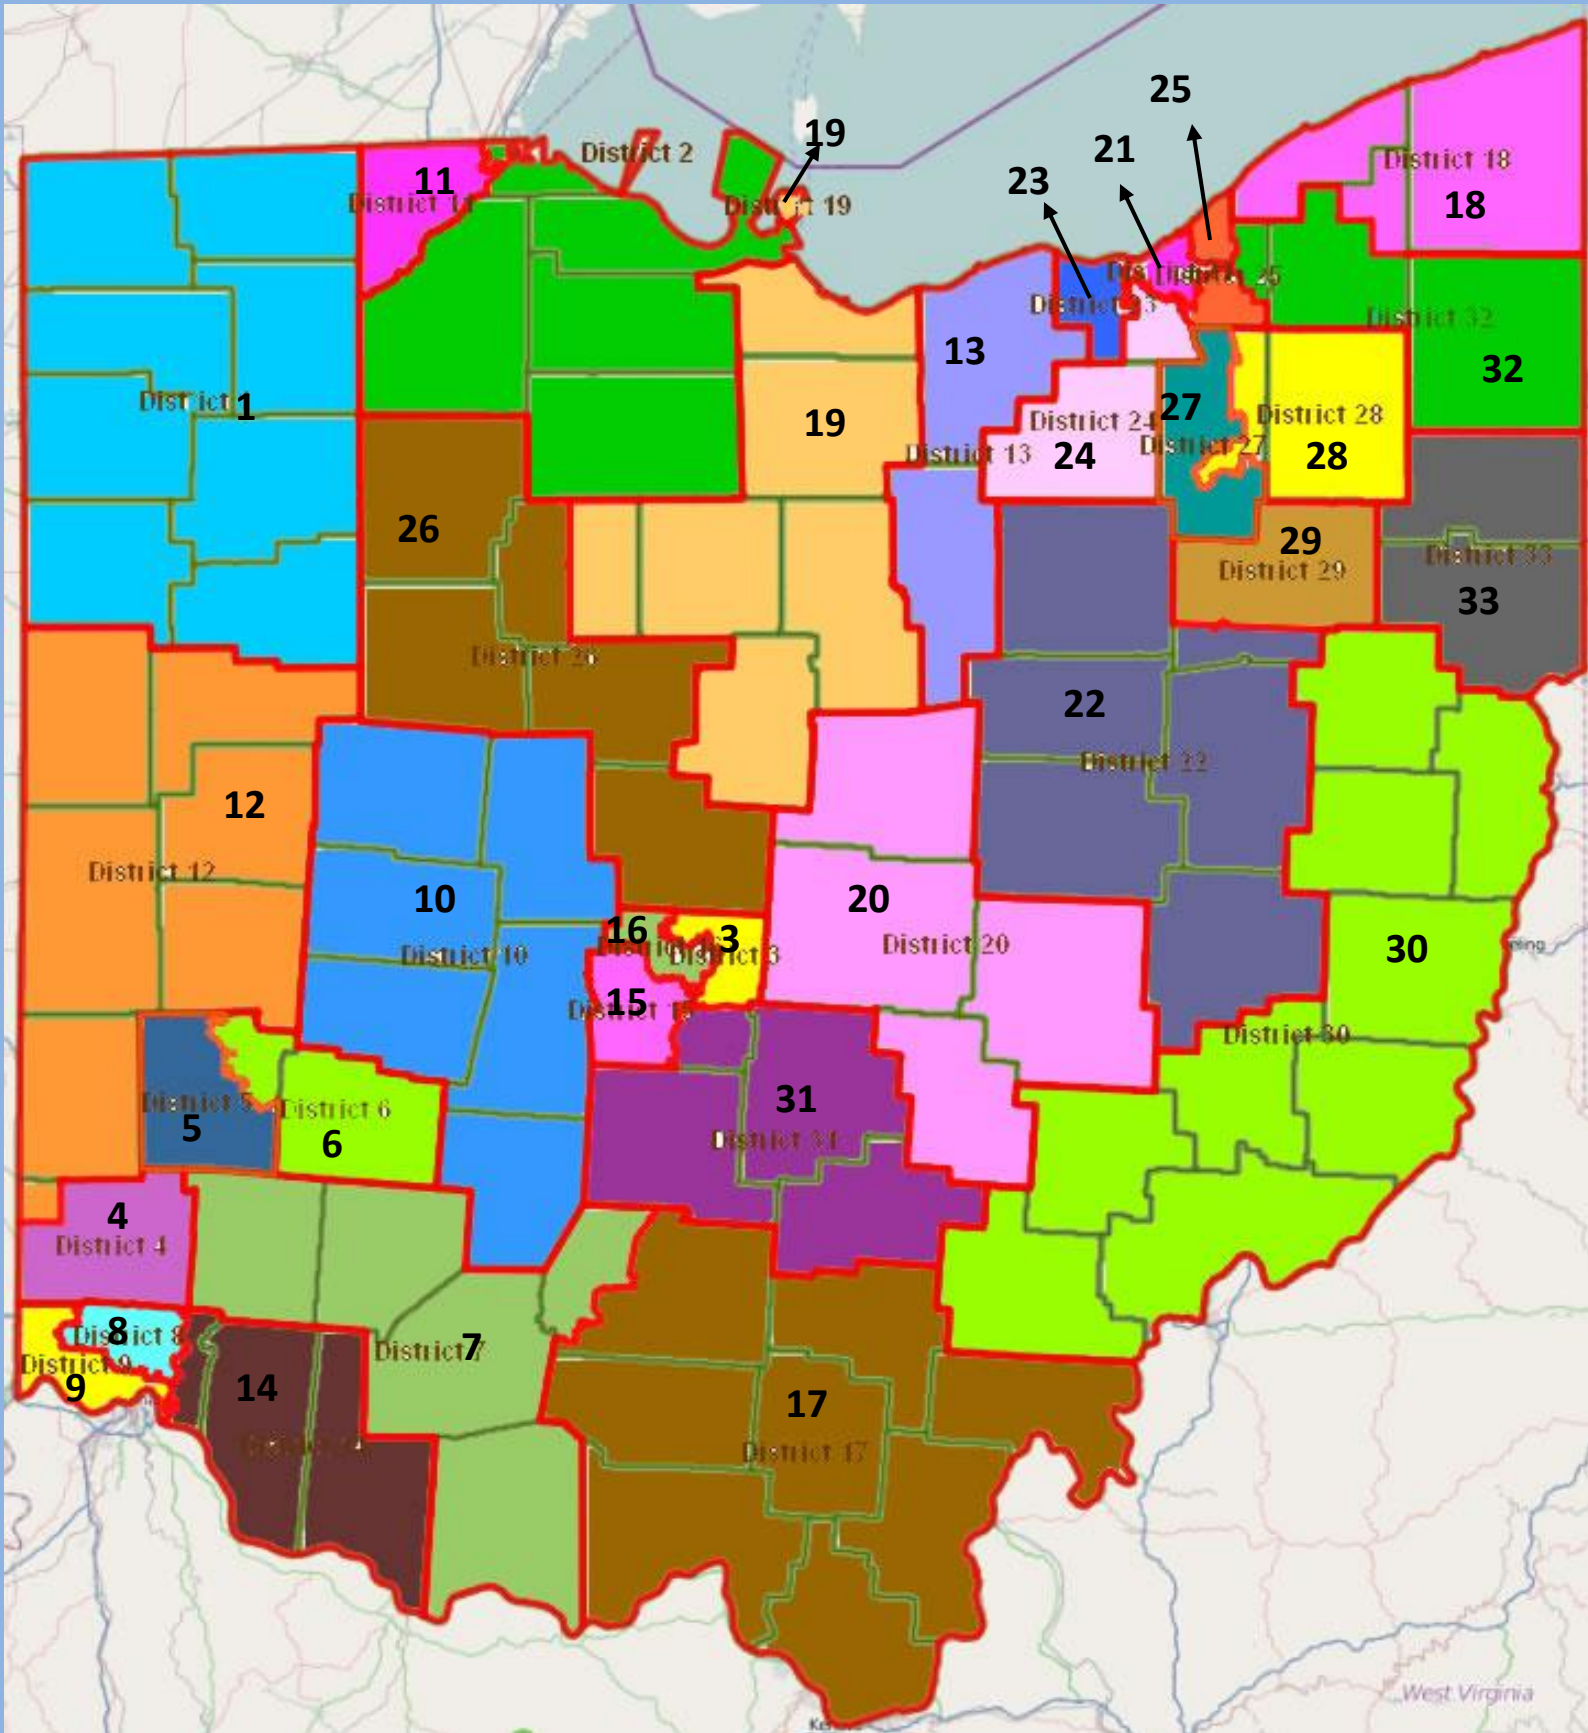 25
19
District 2
21
District 18
11
23
18
District 19
District 23
District 32
13
32
1
27
District 28
19
District 24
District 27
24
28
District 13
26
29
District 33
District 29
33
District 26
22
District 22
12
District 12
10
20
16
3
District 3
30
District 10
District 20
15
District 15
District 30
31
District 5
District 6
5
6
District 31
4
District 4
8
District 8
7
District 9
9
14
17
District 17
West Virginia